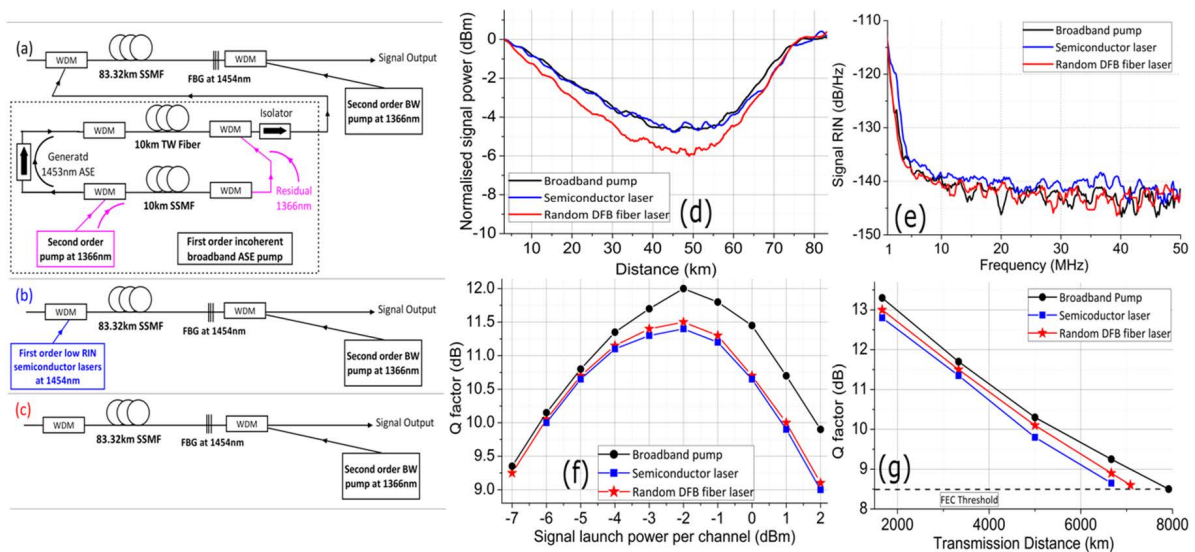 (a)
WDM
83.32km SSMF
FBG at 1454nm
WDM
Signal Output
Second order BW
pump at 1366nm
Isolator
WDM
10km TW Fiber
WDM
Generatd
1453nm ASE
Residual
1366nm
WDM
10km SSMF
WDM
Second order
pump at 1366nm
First order incoherent
broadband ASE pump
(b)
WDM
83.32km SSMF
FBG at 1454nm
WDM
Signal Output
First order low RIN
semiconductor lasers
at 1454nm
Second order BW
pump at 1366nm
(c)
WDM
83.32km SSMF
FBG at 1454nm
WDM
Signal Output
Second order BW
pump at 1366nm
Normalised signal power (dBm)
0
-2
-4
-6
-8
-10
Broadband pump
Semiconductor laser
Random DFB fiber laser
(d)
10 20 30 40 50 60 70 80
Distance (km)
Signal RIN (dB/Hz)
-110
-120
-130
-140
-150
Broadband pump
Semiconductor laser
Random DFB fiber laser
(e)
1 10 20 30 40 50
Frequency (MHz)
Q factor (dB)
12.0
11.5
11.0
10.5
10.0
9.5
9.0
Broadband pump
Semiconductor laser
Random DFB fiber laser
(f)
-7 -6 -5 -4 -3 -2 -1 0 1 2
Signal launch power per channel (dBm)
Q factor (dB)
13
12
11
10
9
8
Broadband Pump
Semiconductor laser
Random DFB fiber laser
(g)
FEC Threshold
2000 4000 6000 8000
Transmission Distance (km)